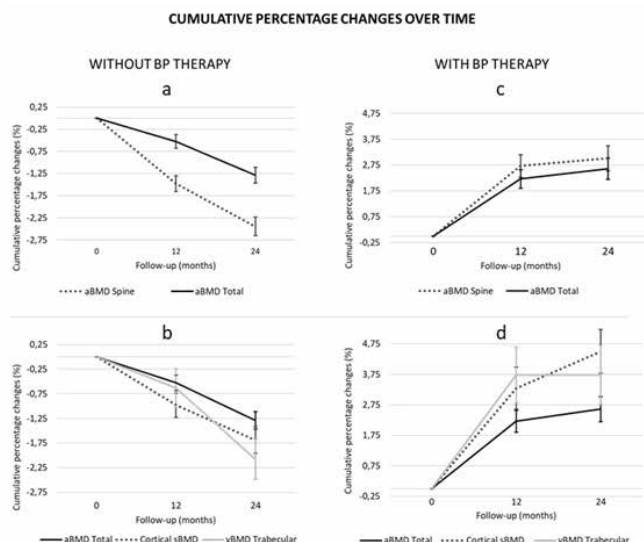 CUMULATIVE PERCENTAGE CHANGES OVER TIME
WITHOUT BP THERAPY
a
Cumulative percentage changes (%)
0,25
-0,25
-0,75
-1,25
-1,75
-2,25
-2,75
0 12 24
Follow-up (months)
aBMD Spine aBMD Total
WITH BP THERAPY
c
Cumulative percentage changes (%)
4,75
3,75
2,75
1,75
0,75
-0,25
0 12 24
Follow-up (months)
aBMD Spine aBMD Total
b
Cumulative percentage changes (%)
0,25
-0,25
-0,75
-1,25
-1,75
-2,25
-2,75
0 12 24
Follow-up (months)
aBMD Total Cortical sBMD vBMD Trabecular
d
Cumulative percentage changes (%)
4,75
3,75
2,75
1,75
0,75
-0,25
0 12 24
Follow-up (months)
aBMD Total Cortical sBMD vBMD Trabecular